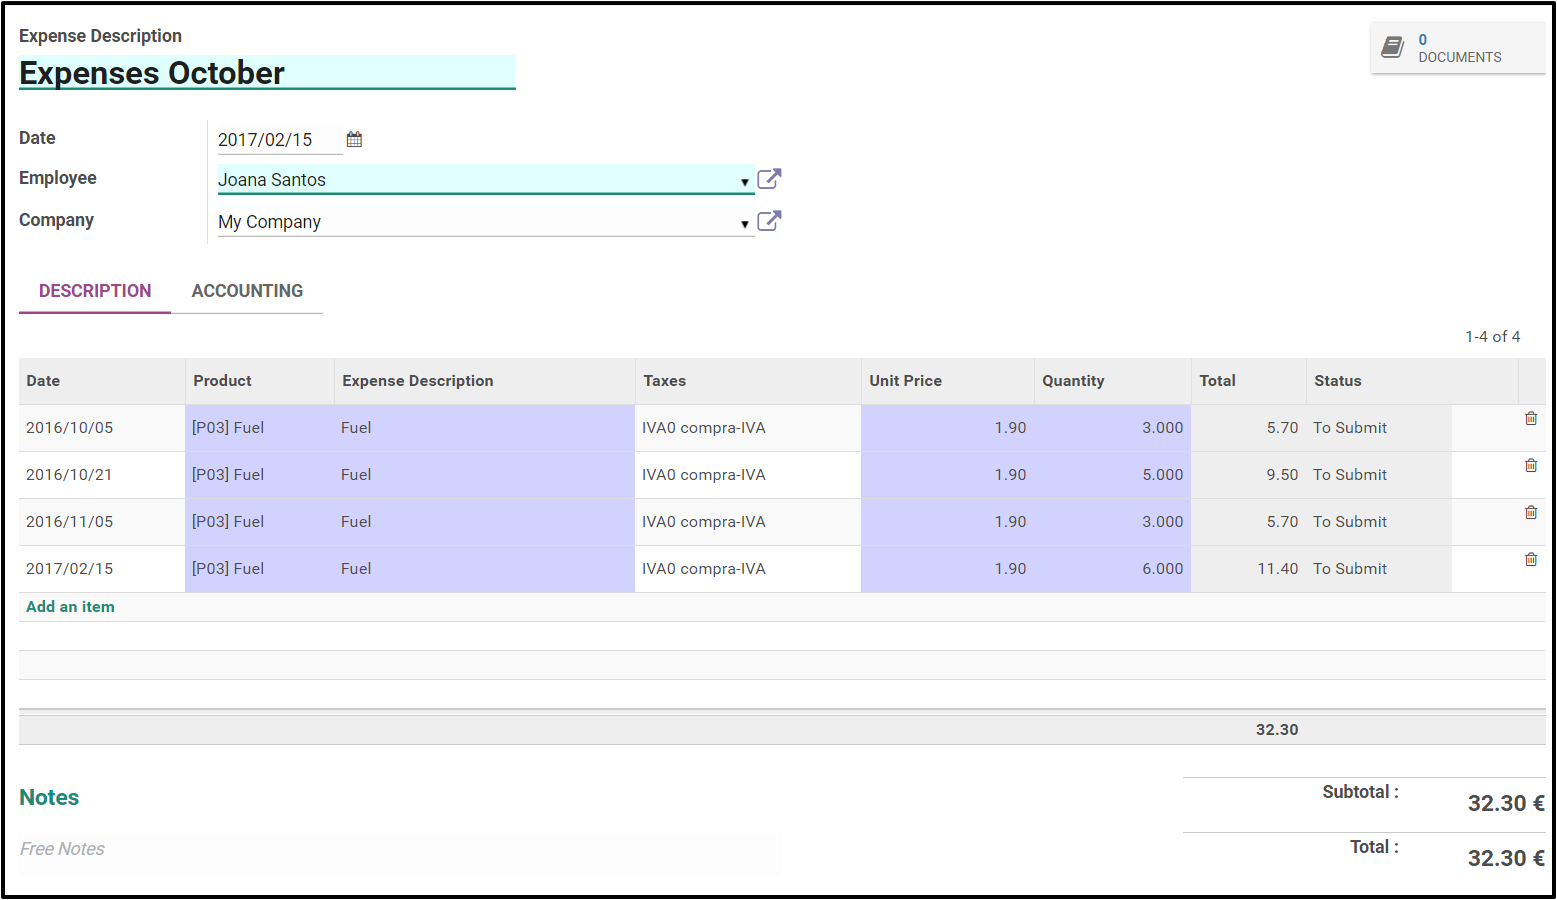 Expense Description
Expenses October
0
DOCUMENTS
Date 2017/02/15
Employee Joana Santos
Company My Company
DESCRIPTION ACCOUNTING
1-4 of 4
Date Product Expense Description Taxes Unit Price Quantity Total Status
2016/10/05 [P03] Fuel Fuel IVA0 compra-IVA 1.90 3.000 5.70 To Submit
2016/10/21 [P03] Fuel Fuel IVA0 compra-IVA 1.90 5.000 9.50 To Submit
2016/11/05 [P03] Fuel Fuel IVA0 compra-IVA 1.90 3.000 5.70 To Submit
2017/02/15 [P03] Fuel Fuel IVA0 compra-IVA 1.90 6.000 11.40 To Submit
Add an item
32.30
Notes
Free Notes
Subtotal : 32.30 €
Total : 32.30 €